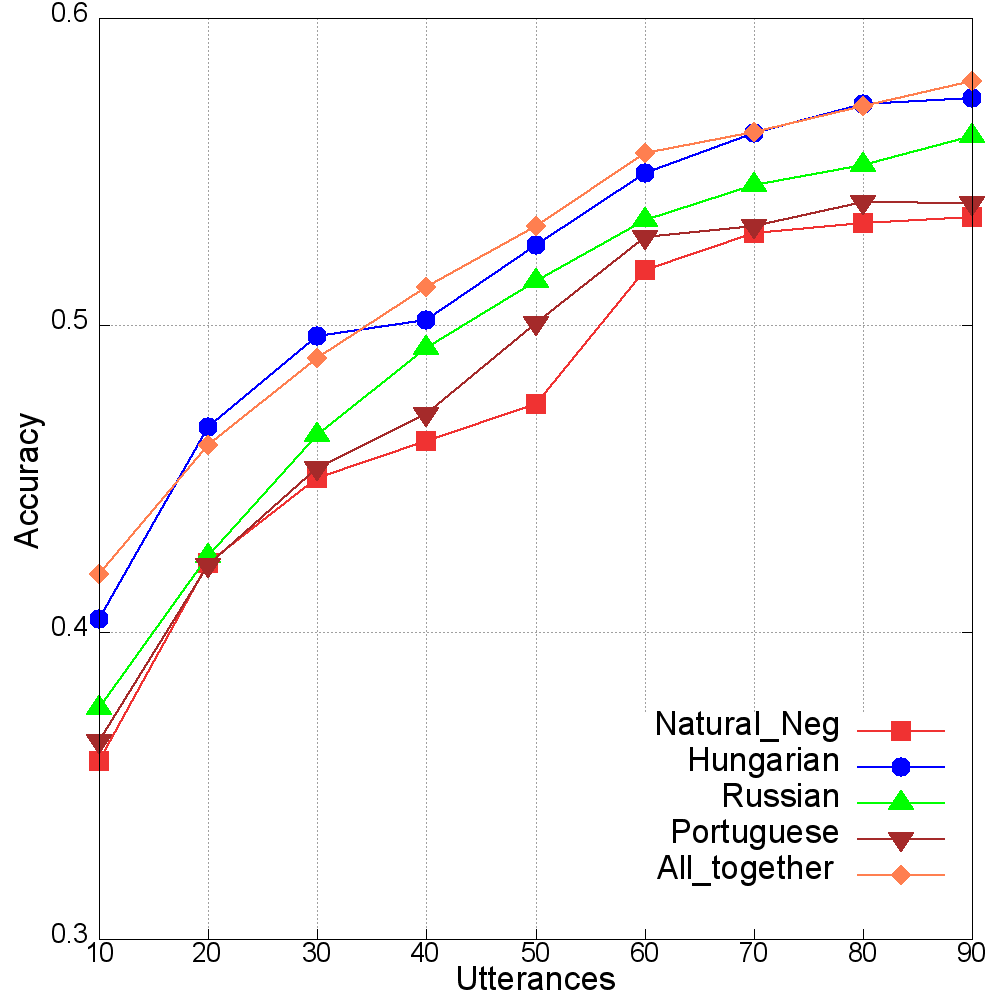 0.6
0.5
0.4
0.3
Accuracy
Natural_Neg
Hungarian
Russian
Portuguese
All_together
10 20 30 40 50 60 70 80 90
Utterances